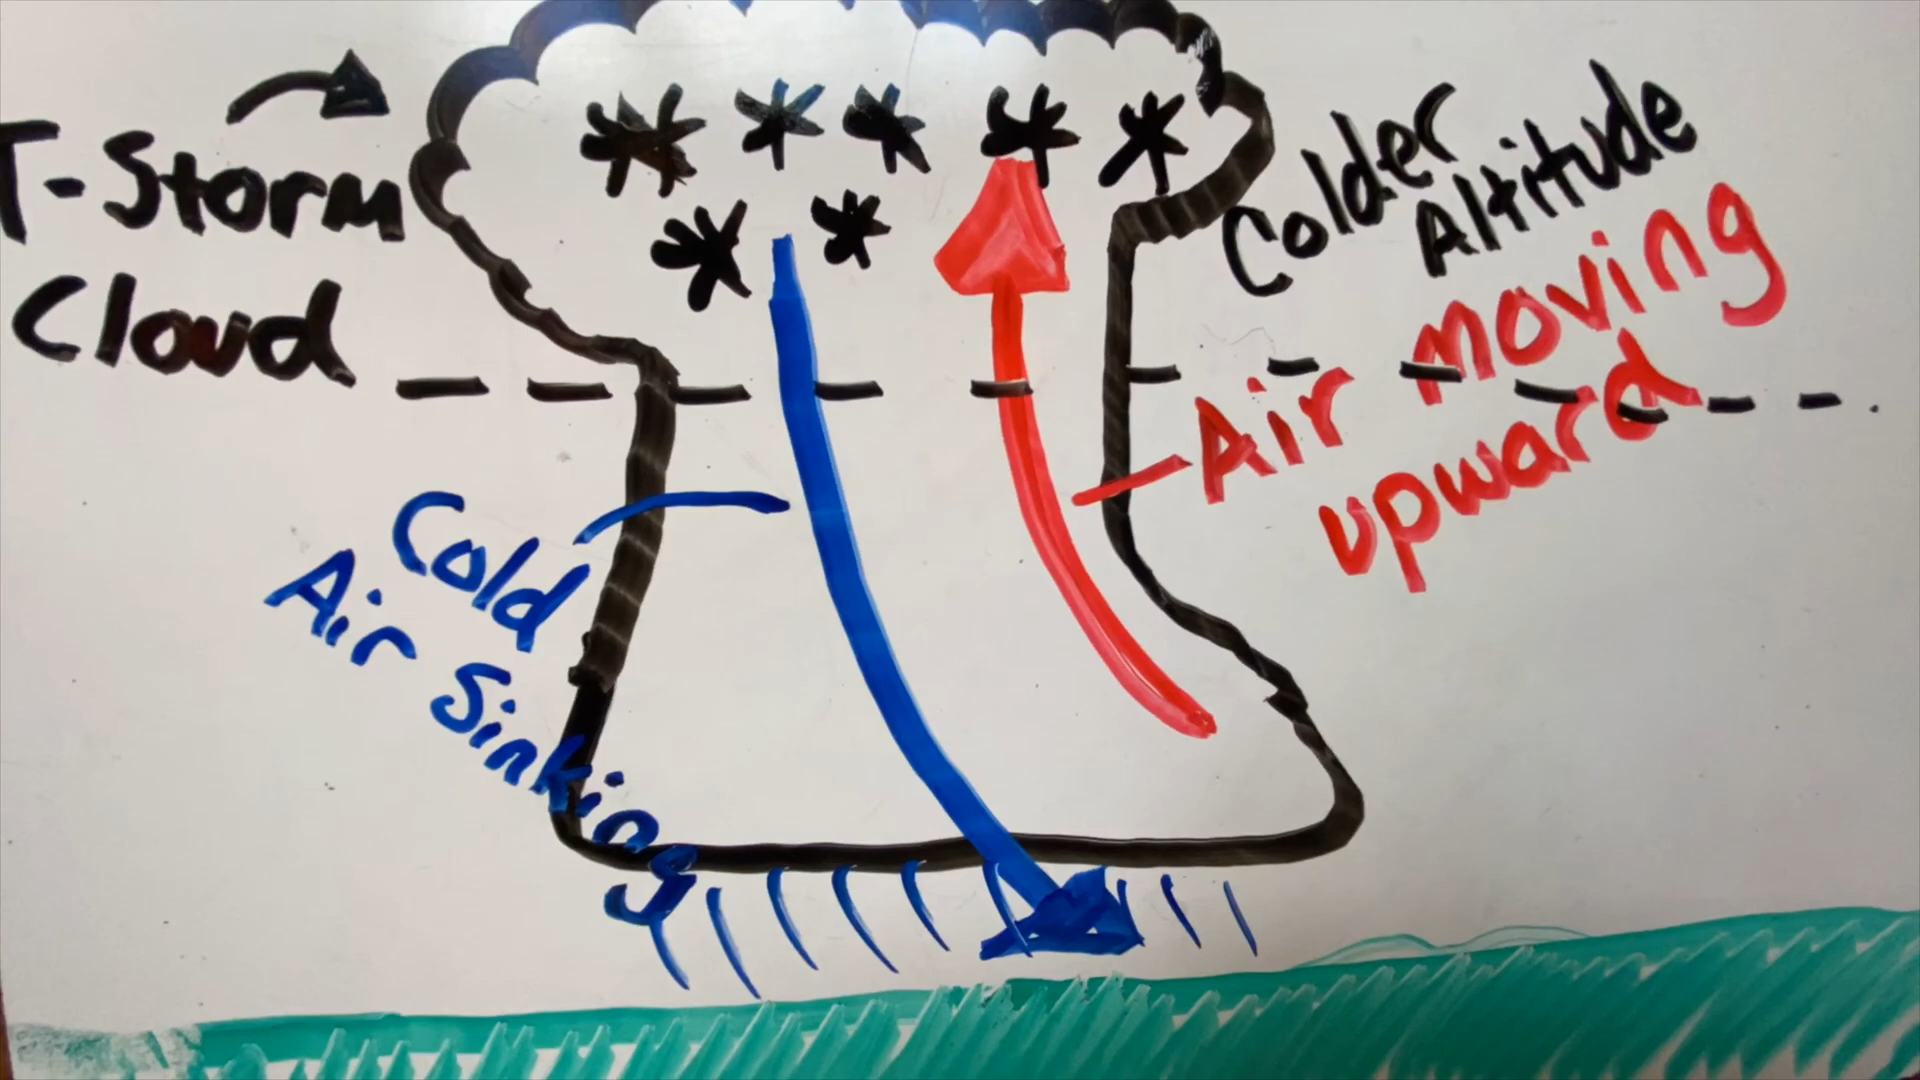 T-Storm
Cloud
Colder
Altitude
Air moving
upward
Cold
Air Sinking